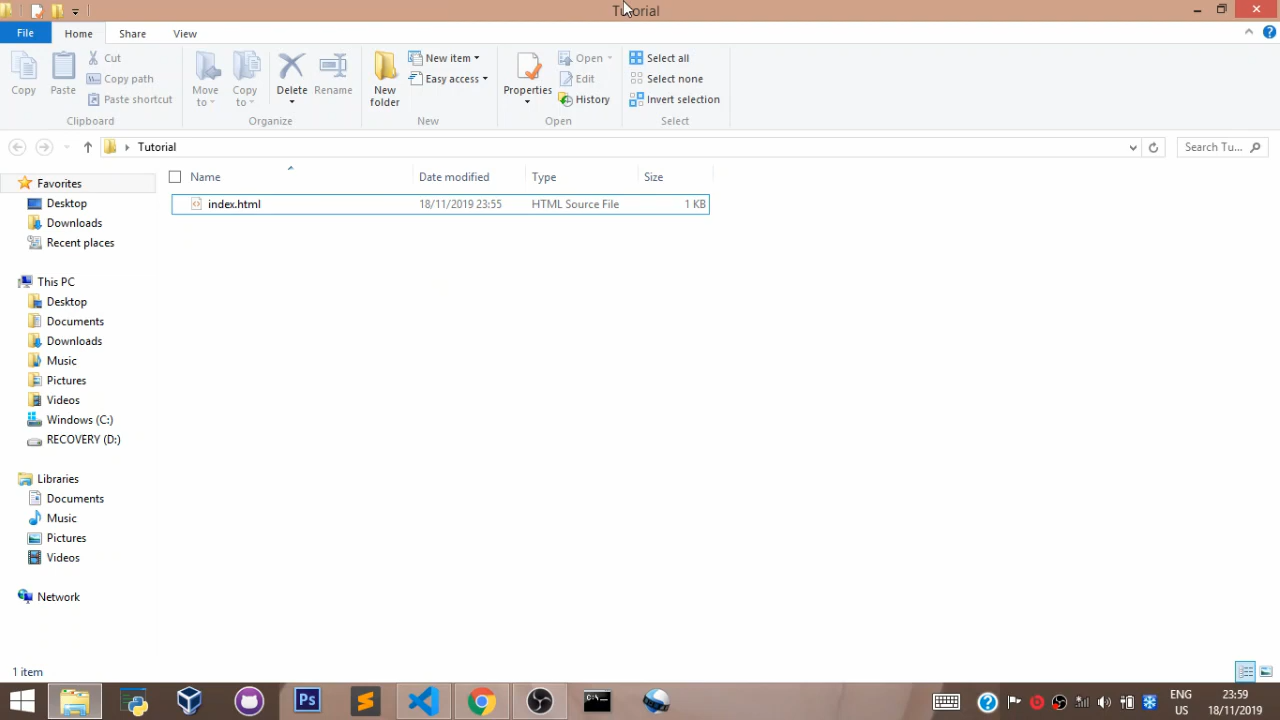 Tutorial
File Home Share View
Copy
Paste
Cut
Copy path
Paste shortcut
Clipboard
Move to
Copy to
Delete
Rename
Organize
New folder
New item
Easy access
New
Properties
Open
Edit
History
Open
Select all
Select none
Invert selection
Select
Tutorial
Search Tu...
Name Date modified Type Size
index.html 18/11/2019 23:55 HTML Source File 1 KB
Favorites
Desktop
Downloads
Recent places
This PC
Desktop
Documents
Downloads
Music
Pictures
Videos
Windows (C:)
RECOVERY (D:)
Libraries
Documents
Music
Pictures
Videos
Network
1 item
Ps
ENG
US
23:59
18/11/2019